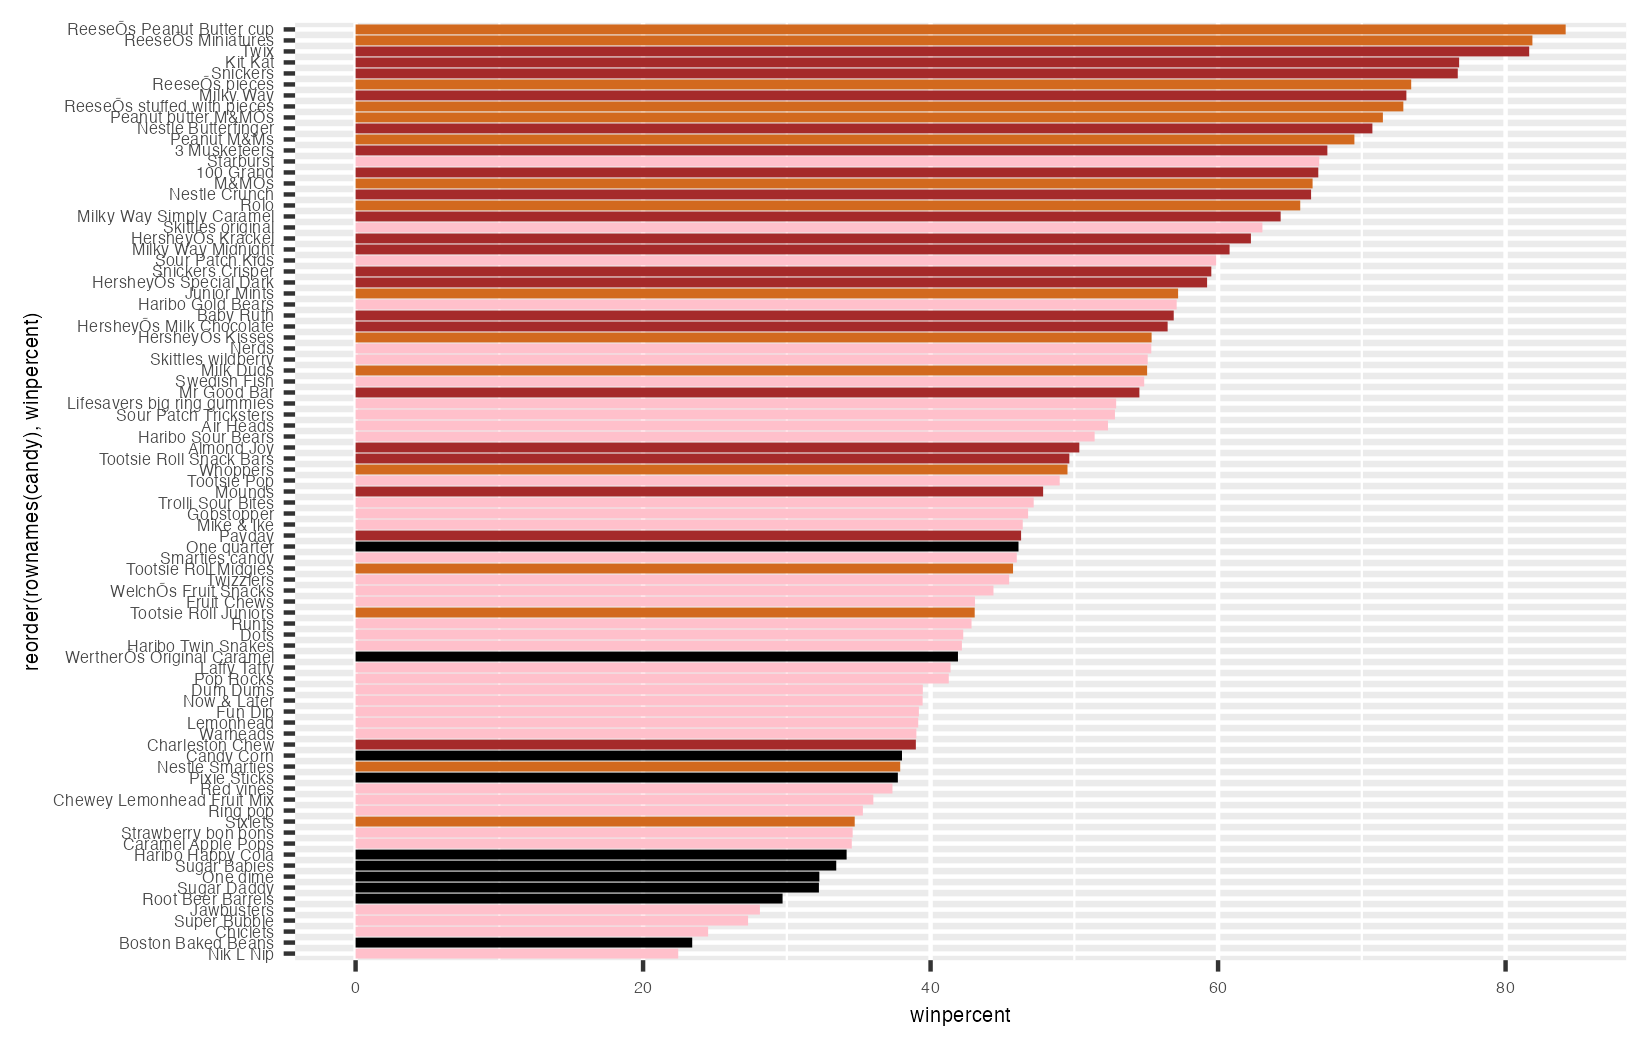 ReeseÕs Peanut Butter cup
ReeseÕs Miniatures
Twix
Kit Kat
Snickers
ReeseÕs pieces
Milky Way
ReeseÕs stuffed with pieces
Peanut butter M&MÕs
Nestle Butterfinger
Peanut M&Ms
3 Musketeers
Starburst
100 Grand
M&MÕs
Nestle Crunch
Rolo
Milky Way Simply Caramel
Skittles original
HersheyÕs Krackel
Milky Way Midnight
Sour Patch Kids
Snickers Crisper
HersheyÕs Special Dark
Junior Mints
Haribo Gold Bears
Baby Ruth
HersheyÕs Milk Chocolate
HersheyÕs Kisses
Nerds
Skittles wildberry
Milk Duds
Swedish Fish
Mr Good Bar
Lifesavers big ring gummies
Sour Patch Tricksters
Air Heads
Haribo Sour Bears
Almond Joy
Tootsie Roll Snack Bars
Whoppers
Tootsie Pop
Mounds
Trolli Sour Bites
Gobstopper
Mike & Ike
Payday
One quarter
Smarties candy
Tootsie Roll Midgies
Twizzlers
WelchÕs Fruit Snacks
Fruit Chews
Tootsie Roll Juniors
Runts
Dots
Haribo Twin Snakes
WertherÕs Original Caramel
Laffy Taffy
Pop Rocks
Dum Dums
Now & Later
Fun Dip
Lemonhead
Warheads
Charleston Chew
Candy Corn
Nestle Smarties
Pixie Sticks
Red vines
Chewey Lemonhead Fruit Mix
Ring pop
Sixlets
Strawberry bon bons
Caramel Apple Pops
Haribo Happy Cola
Sugar Babies
One dime
Sugar Daddy
Root Beer Barrels
Jawbusters
Super Bubble
Chiclets
Boston Baked Beans
Nik L Nip
reorder(rownames(candy), winpercent)
0 20 40 60 80
winpercent